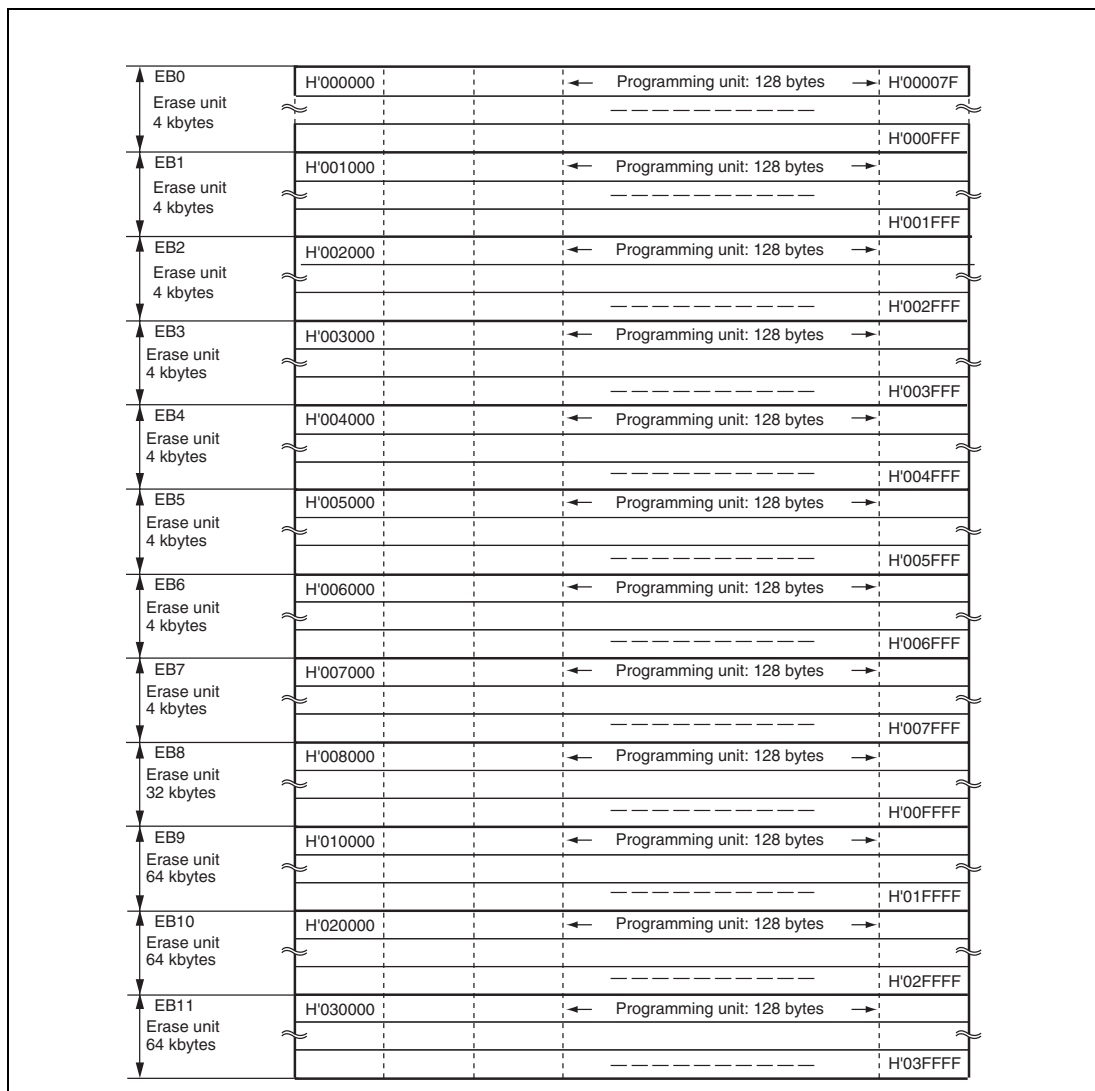 EB0
Erase unit
4 kbytes
H'000000 ← Programming unit: 128 bytes → H'00007F
H'000FFF
EB1
Erase unit
4 kbytes
H'001000 ← Programming unit: 128 bytes →
H'001FFF
EB2
Erase unit
4 kbytes
H'002000 ← Programming unit: 128 bytes →
H'002FFF
EB3
Erase unit
4 kbytes
H'003000 ← Programming unit: 128 bytes →
H'003FFF
EB4
Erase unit
4 kbytes
H'004000 ← Programming unit: 128 bytes →
H'004FFF
EB5
Erase unit
4 kbytes
H'005000 ← Programming unit: 128 bytes →
H'005FFF
EB6
Erase unit
4 kbytes
H'006000 ← Programming unit: 128 bytes →
H'006FFF
EB7
Erase unit
4 kbytes
H'007000 ← Programming unit: 128 bytes →
H'007FFF
EB8
Erase unit
32 kbytes
H'008000 ← Programming unit: 128 bytes →
H'00FFFF
EB9
Erase unit
64 kbytes
H'010000 ← Programming unit: 128 bytes →
H'01FFFF
EB10
Erase unit
64 kbytes
H'020000 ← Programming unit: 128 bytes →
H'02FFFF
EB11
Erase unit
64 kbytes
H'030000 ← Programming unit: 128 bytes →
H'03FFFF